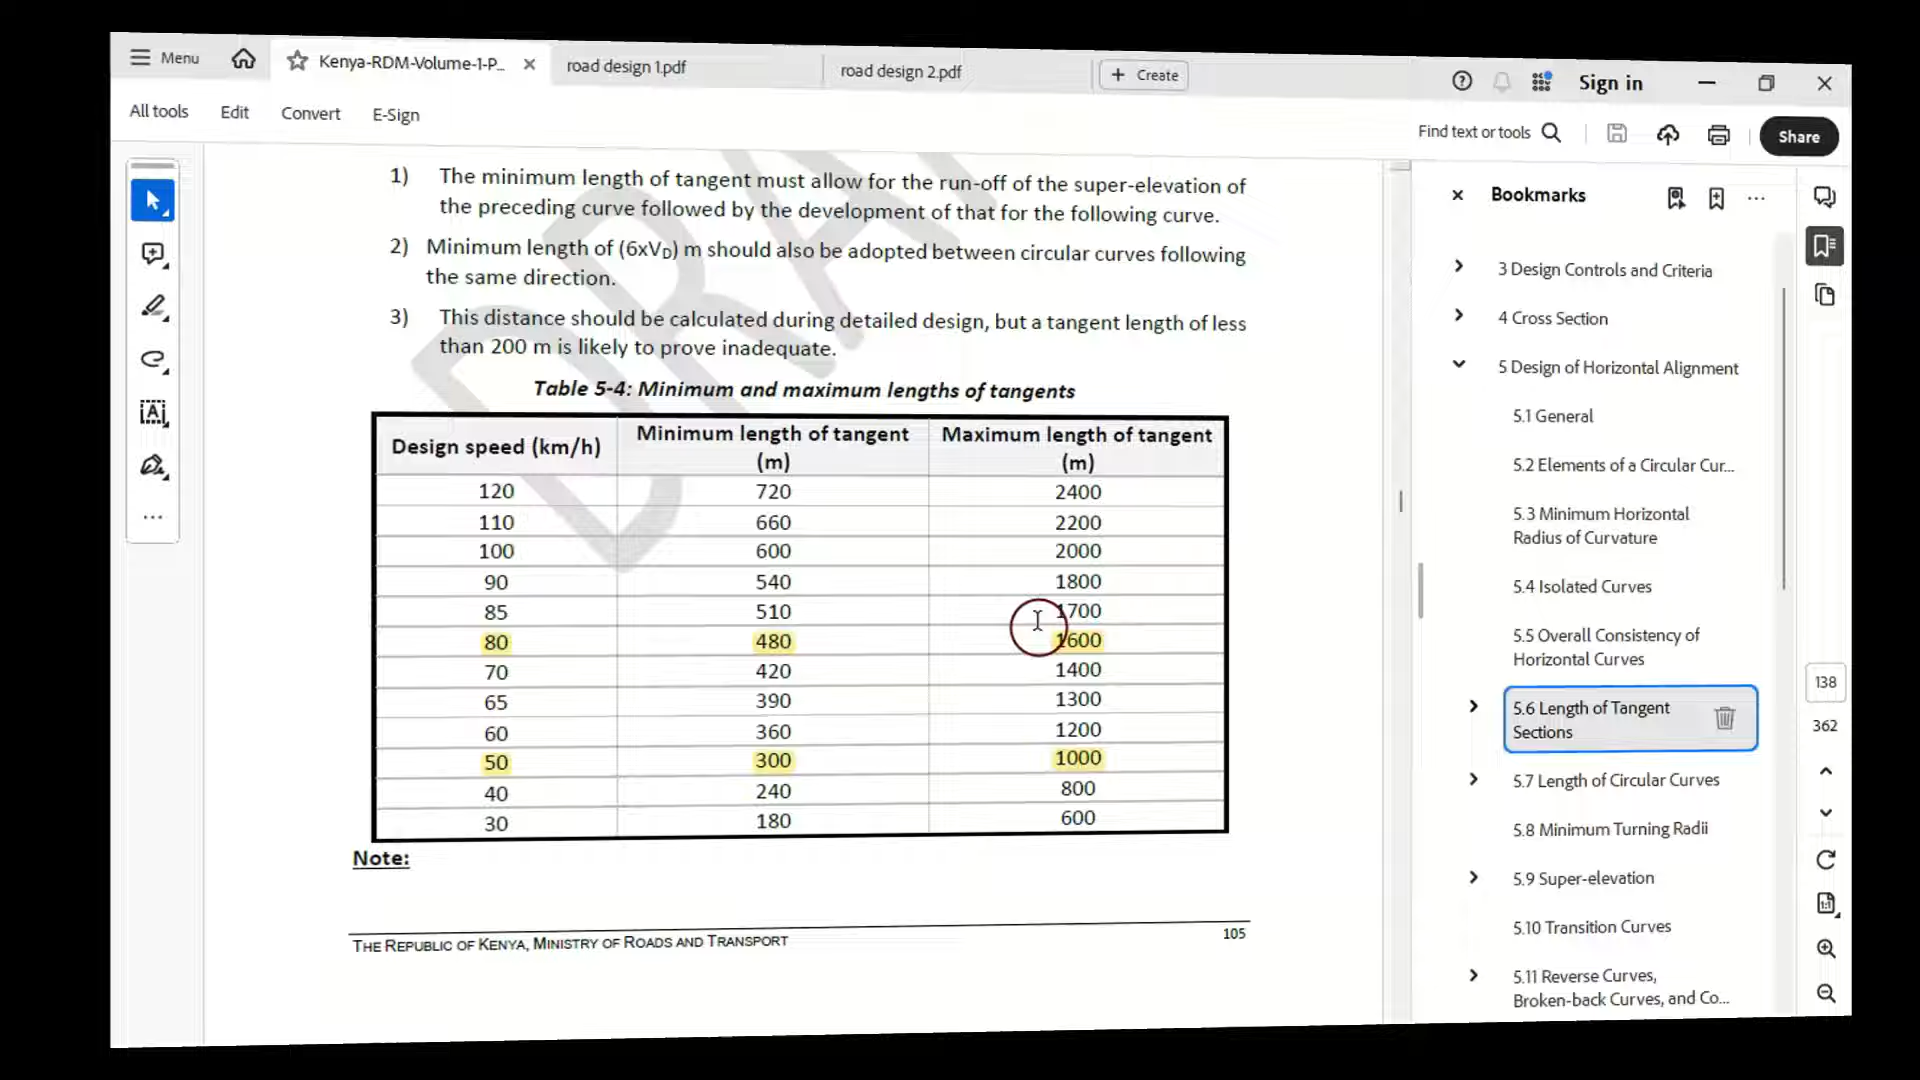 Menu
Kenya-RDM-Volume-1-P...
road design 1.pdf
road design 2.pdf
+ Create
Sign in
All tools
Edit
Convert
E-Sign
Find text or tools
Share
1) The minimum length of tangent must allow for the run-off of the super-elevation of
the preceding curve followed by the development of that for the following curve.
2) Minimum length of (6xVD) m should also be adopted between circular curves following
the same direction.
3) This distance should be calculated during detailed design, but a tangent length of less
than 200 m is likely to prove inadequate.
Table 5-4: Minimum and maximum lengths of tangents
Design speed (km/h) Minimum length of tangent (m) Maximum length of tangent (m)
120 720 2400
110 660 2200
100 600 2000
90 540 1800
85 510 1700
80 480 1600
70 420 1400
65 390 1300
60 360 1200
50 300 1000
40 240 800
30 180 600
Note:
THE REPUBLIC OF KENYA, MINISTRY OF ROADS AND TRANSPORT
105
DRA
Bookmarks
3 Design Controls and Criteria
4 Cross Section
5 Design of Horizontal Alignment
5.1 General
5.2 Elements of a Circular Cur...
5.3 Minimum Horizontal
Radius of Curvature
5.4 Isolated Curves
5.5 Overall Consistency of
Horizontal Curves
5.6 Length of Tangent
Sections
5.7 Length of Circular Curves
5.8 Minimum Turning Radii
5.9 Super-elevation
5.10 Transition Curves
5.11 Reverse Curves,
Broken-back Curves, and Co...
138
362